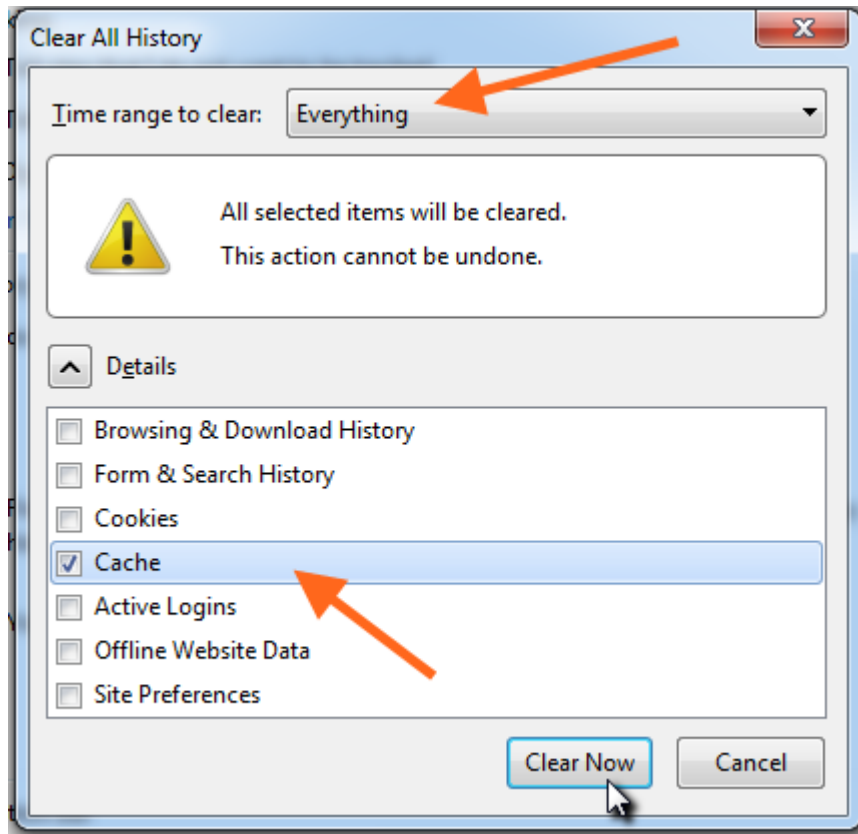 Clear All History
Time range to clear: Everything
All selected items will be cleared.
This action cannot be undone.
Details
Browsing & Download History
Form & Search History
Cookies
Cache
Active Logins
Offline Website Data
Site Preferences
Clear Now Cancel